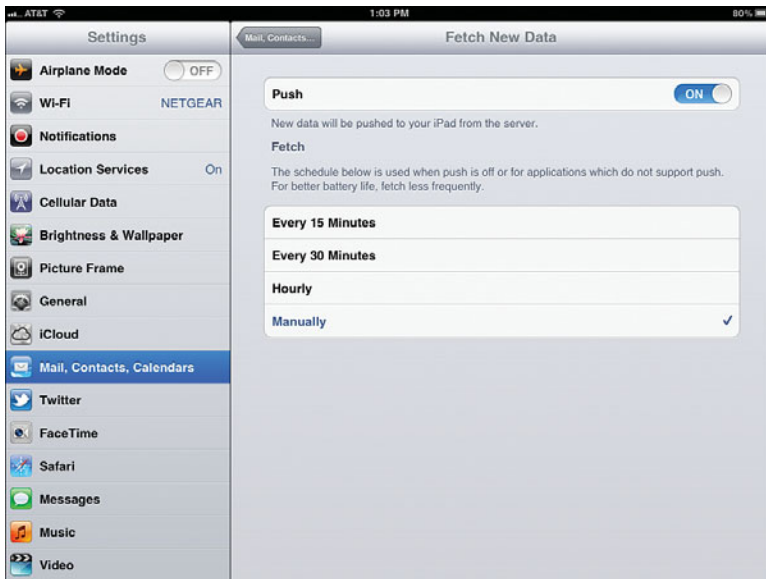 AT&T 1:03 PM 80%
Settings
Mail, Contacts... Fetch New Data
Airplane Mode OFF
Wi-Fi NETGEAR
Notifications
Location Services On
Cellular Data
Brightness & Wallpaper
Picture Frame
General
iCloud
Mail, Contacts, Calendars
Twitter
FaceTime
Safari
Messages
Music
Video
Push ON
New data will be pushed to your iPad from the server.
Fetch
The schedule below is used when push is off or for applications which do not support push.
For better battery life, fetch less frequently.
Every 15 Minutes
Every 30 Minutes
Hourly
Manually